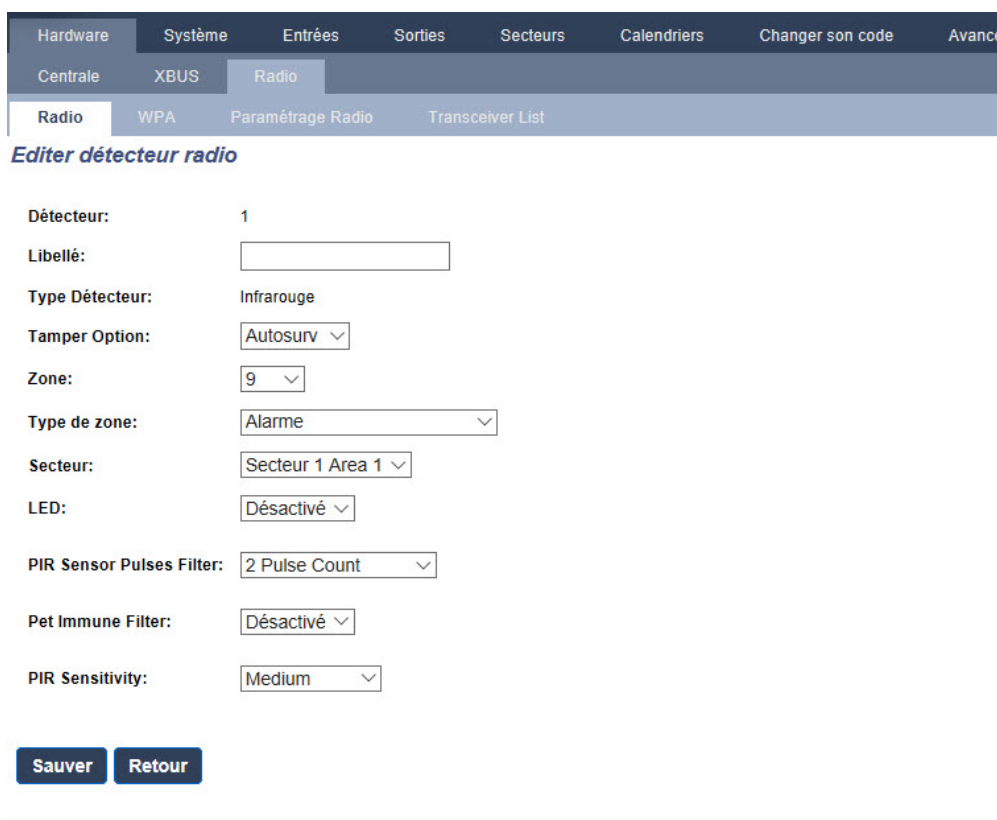 Hardware Système Entrées Sorties Secteurs Calendriers Changer son code Avancé
Centrale XBUS Radio
Radio WPA Paramétrage Radio Transceiver List
Editer détecteur radio
Détecteur: 1
Libellé:
Type Détecteur: Infrarouge
Tamper Option: Autosurv
Zone: 9
Type de zone: Alarme
Secteur: Secteur 1 Area 1
LED: Désactivé
PIR Sensor Pulses Filter: 2 Pulse Count
Pet Immune Filter: Désactivé
PIR Sensitivity: Medium
Sauver Retour